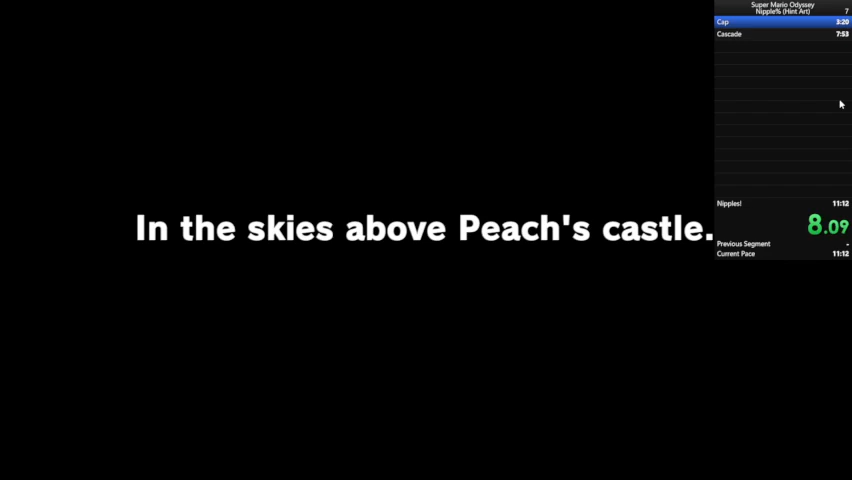 Super Mario Odyssey
Nipple% (Hint Art) 7
Cap 3:20
Cascade 7:53
In the skies above Peach's castle.
Nipples! 11:12
8.09
Previous Segment -
Current Pace 11:12